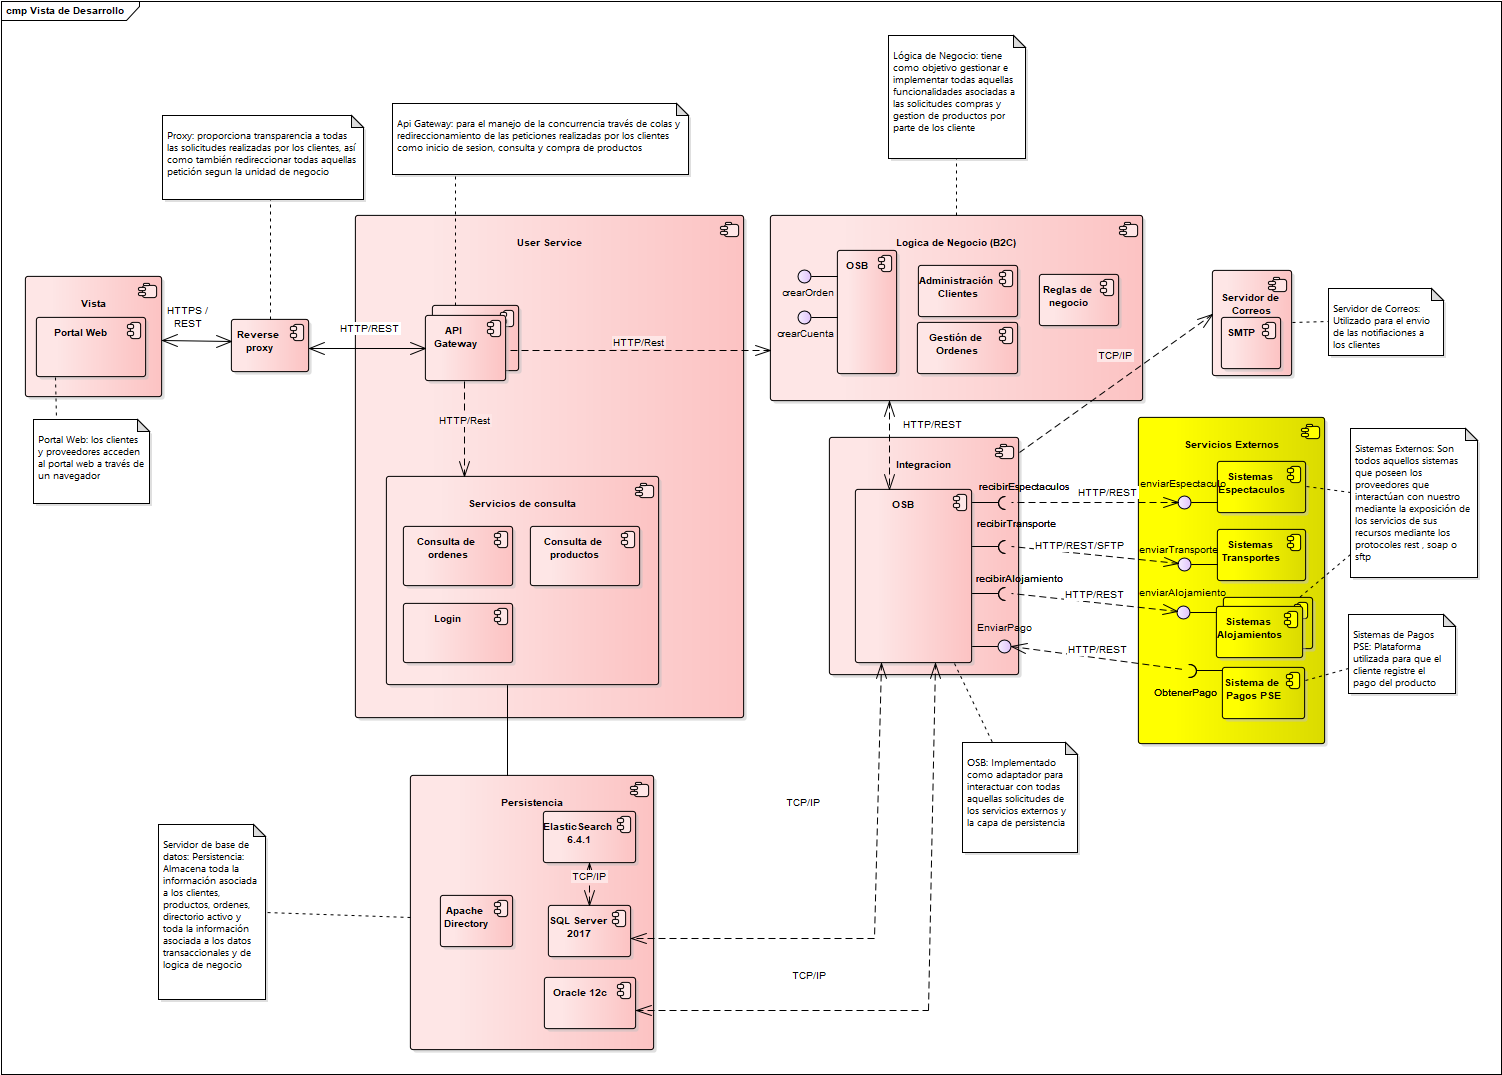 cmp Vista de Desarrollo
Lógica de Negocio: tiene
como objetivo gestionar e
implementar todas aquellas
funcionalidades asociadas a
las solicitudes compras y
gestion de productos por
parte de los cliente
Api Gateway: para el manejo de la concurrencia través de colas y
redireccionamiento de las peticiones realizadas por los clientes
como inicio de sesion, consulta y compra de productos
Proxy: proporciona transparencia a todas
las solicitudes realizadas por los clientes, así
como también redireccionar todas aquellas
petición segun la unidad de negocio
User Service
Logica de Negocio (B2C)
OSB
crearOrden
crearCuenta
Administración
Clientes
Gestión de
Ordenes
Reglas de
negocio
Servidor de
Correos
SMTP
Servidor de Correos:
Utilizado para el envio
de las notifiaciones a
los clientes
Vista
Portal Web
HTTPS /
REST
Reverse
proxy
HTTP/REST
API
Gateway
HTTP/Rest
TCP/IP
HTTP/Rest
HTTP/REST
Portal Web: los clientes
y proveedores acceden
al portal web a través de
un navegador
Servicios de consulta
Consulta de
ordenes
Consulta de
productos
Login
Integracion
OSB
recibirEspectaculos
recibirTransporte
recibirAlojamiento
EnviarPago
HTTP/REST
HTTP/REST/SFTP
HTTP/REST
HTTP/REST
Servicios Externos
enviarEspectaculo
Sistemas
Espectaculos
enviarTransporte
Sistemas
Transportes
enviarAlojamiento
Sistemas
Alojamientos
ObtenerPago
Sistema de
Pagos PSE
Sistemas Externos: Son
todos aquellos sistemas
que poseen los
proveedores que
interactúan con nuestro
mediante la exposición de
los servicios de sus
recursos mediante los
protocoles rest , soap o
sftp
Sistemas de Pagos
PSE: Plataforma
utilizada para que el
cliente registre el
pago del producto
OSB: Implementado
como adaptador para
interactuar con todas
aquellas solicitudes de
los servicios externos y
la capa de persistencia
TCP/IP
TCP/IP
Persistencia
ElasticSearch
6.4.1
TCP/IP
Apache
Directory
SQL Server
2017
Oracle 12c
Servidor de base de
datos: Persistencia:
Almacena toda la
información asociada
a los clientes,
productos, ordenes,
directorio activo y
toda la información
asociada a los datos
transaccionales y de
logica de negocio